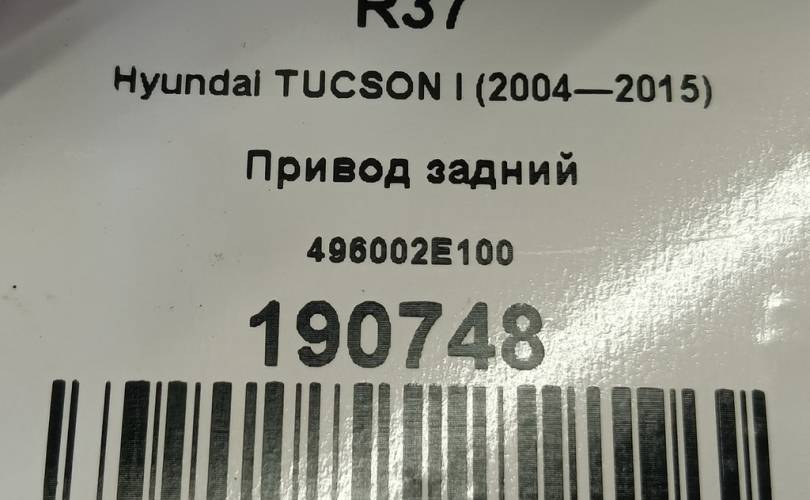 R37
Hyundai TUCSON I (2004—2015)
Привод задний
496002E100
190748